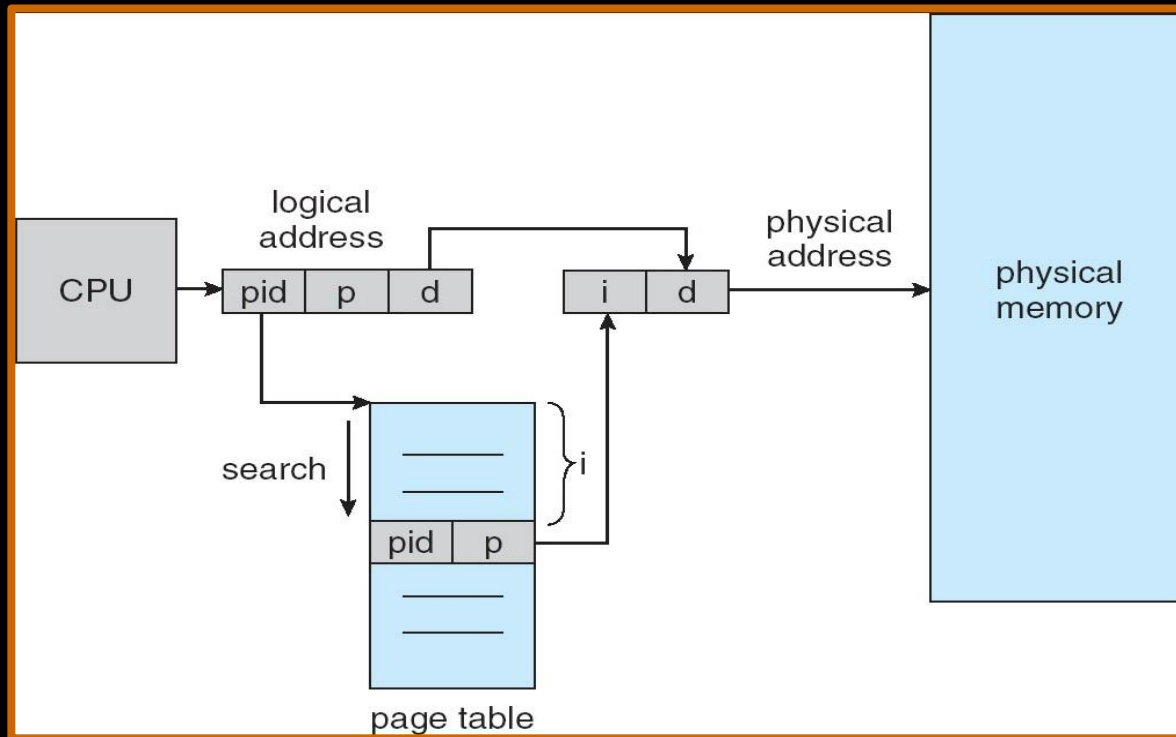 logical
address
physical
address
CPU
pid p d
i d
physical
memory
search
i
pid p
page table